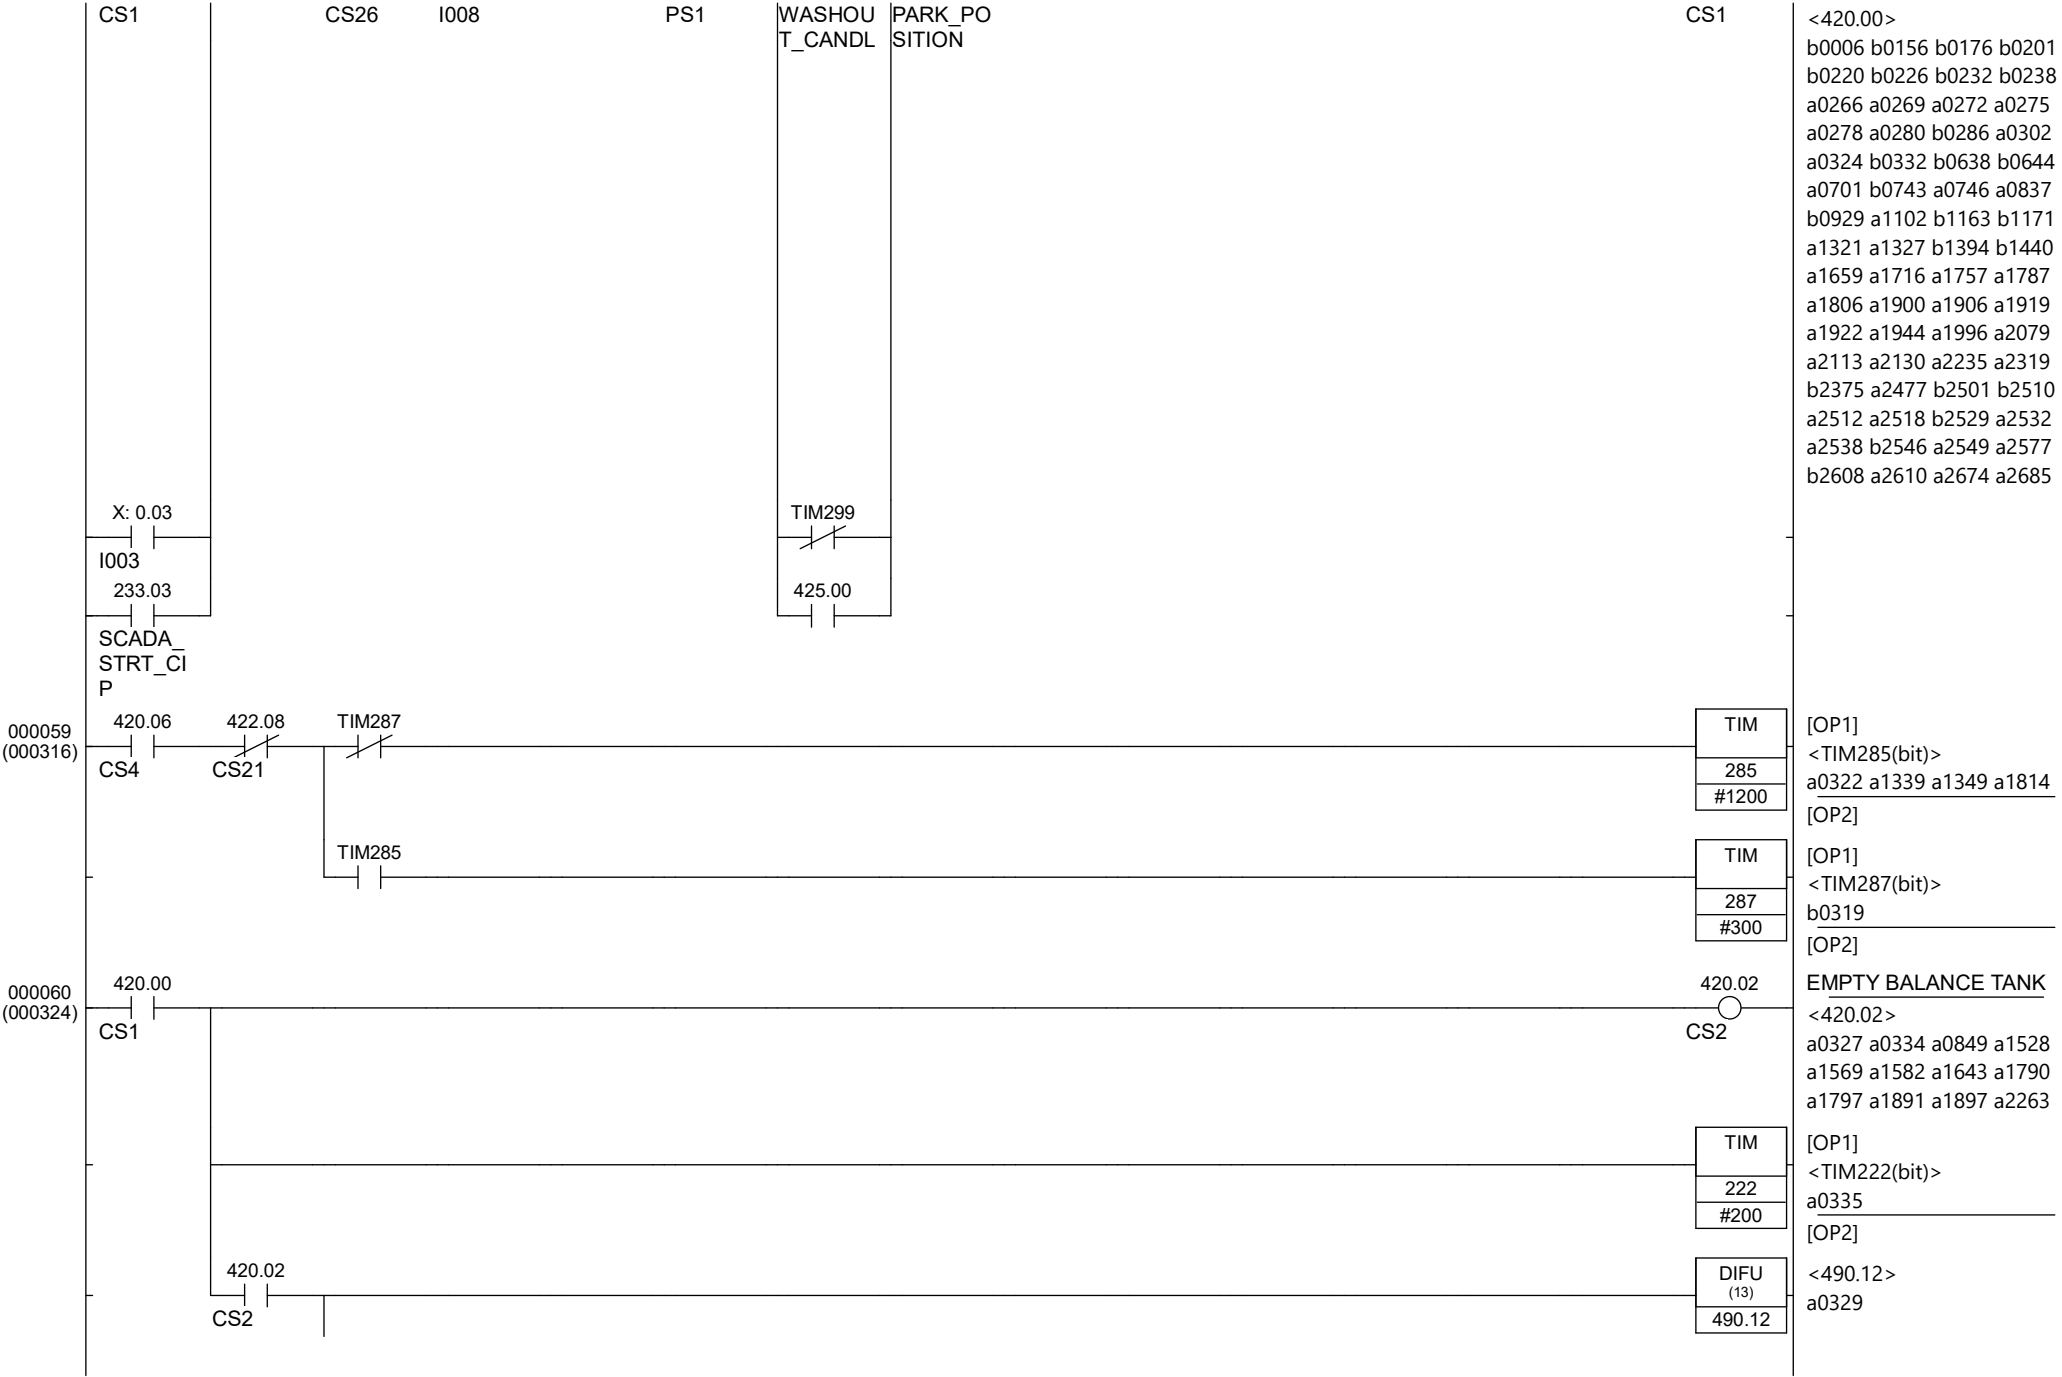 CS1 CS26 I008 PS1 WASHOU PARK_PO CS1
T_CANDL SITION
<420.00>
b0006 b0156 b0176 b0201
b0220 b0226 b0232 b0238
a0266 a0269 a0272 a0275
a0278 a0280 b0286 a0302
a0324 b0332 b0638 b0644
a0701 b0743 a0746 a0837
b0929 a1102 b1163 b1171
a1321 a1327 b1394 b1440
a1659 a1716 a1757 a1787
a1806 a1900 a1906 a1919
a1922 a1944 a1996 a2079
a2113 a2130 a2235 a2319
b2375 a2477 b2501 b2510
a2512 a2518 b2529 a2532
a2538 b2546 a2549 a2577
b2608 a2610 a2674 a2685
X: 0.03 TIM299
I003
233.03 425.00
SCADA_
STRT_CI
P
000059
(000316)
420.06 422.08 TIM287
CS4 CS21
TIM
285
#1200
[OP1]
<TIM285(bit)>
a0322 a1339 a1349 a1814
[OP2]
TIM285
TIM
287
#300
[OP1]
<TIM287(bit)>
b0319
[OP2]
000060
(000324)
420.00
CS1
420.02
CS2
EMPTY BALANCE TANK
<420.02>
a0327 a0334 a0849 a1528
a1569 a1582 a1643 a1790
a1797 a1891 a1897 a2263
TIM
222
#200
[OP1]
<TIM222(bit)>
a0335
[OP2]
420.02
CS2
DIFU
(13)
490.12
<490.12>
a0329